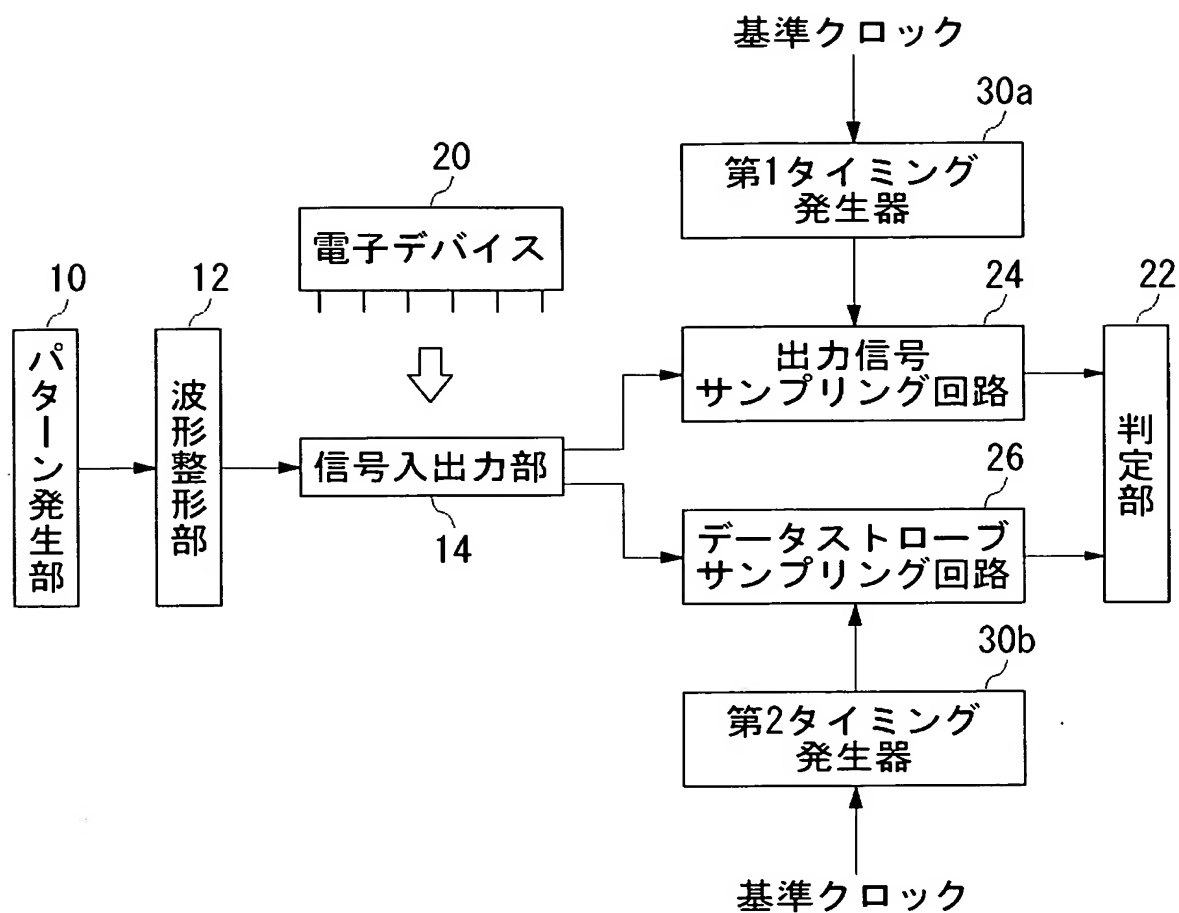 基準クロック
30a
第1タイミング
発生器
20
電子デバイス
10
パターン発生部
12
波形整形部
24
出力信号
サンプリング回路
22
判定部
信号入出力部
14
26
データストローブ
サンプリング回路
30b
第2タイミング
発生器
基準クロック